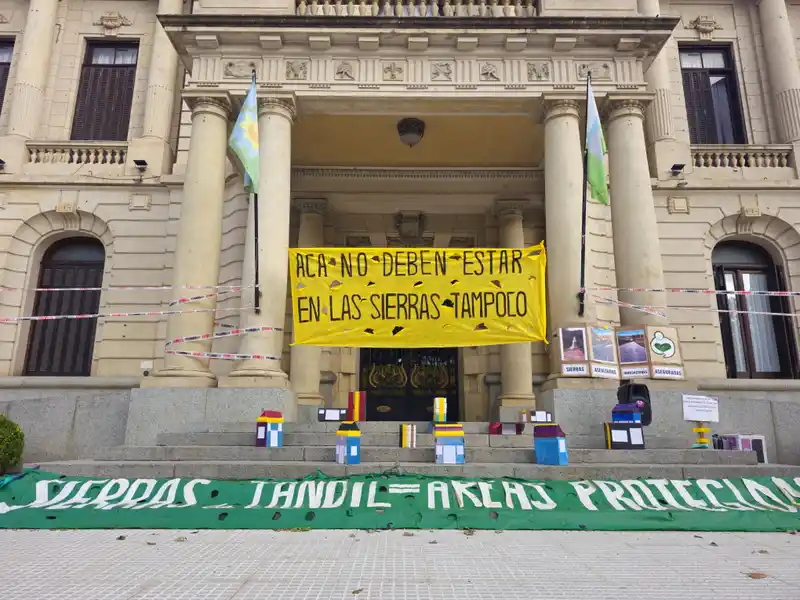 ACA NO DEBEN ESTAR
EN LAS SIERRAS TAMPOCO
SIERRAS
ASEGURADAS
SIERRAS TANDIL = AREAS PROTEGIDAS